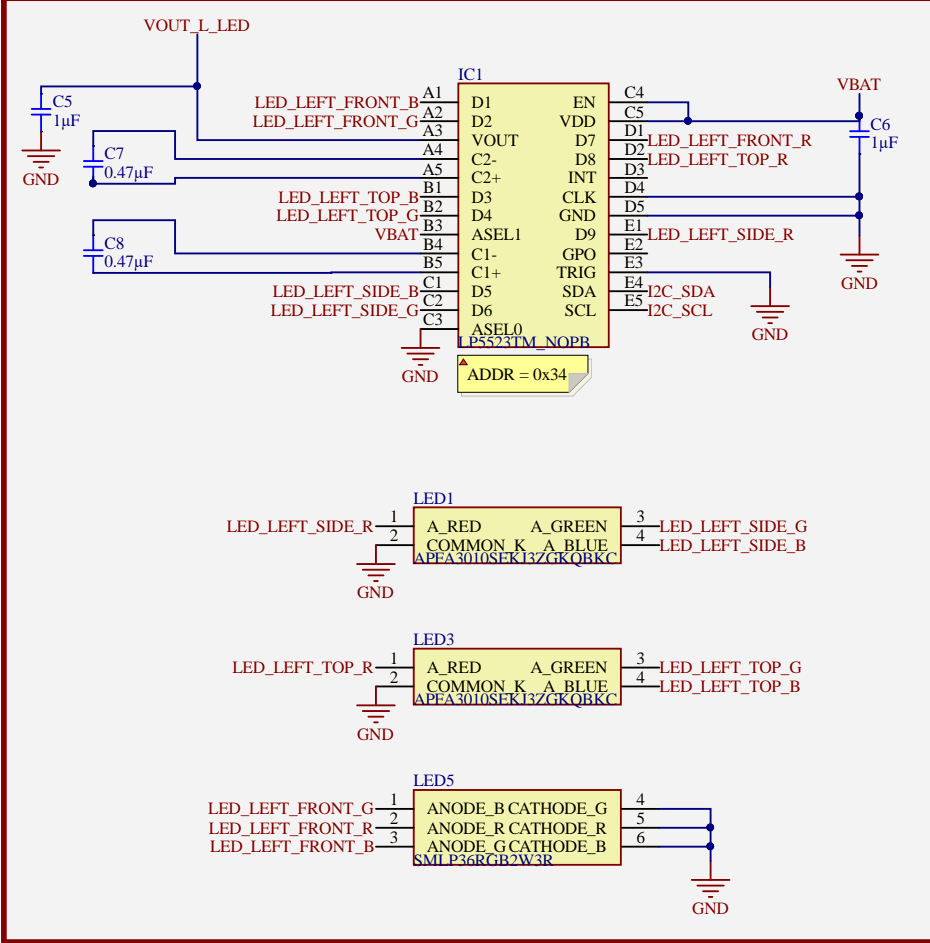 VOUT_L_LED
C5
1µF
GND
C7
0.47µF
C8
0.47µF
IC1
LED_LEFT_FRONT_B A1 D1 EN C4
LED_LEFT_FRONT_G A2 D2 VDD C5
A3 VOUT D7 D1 LED_LEFT_FRONT_R
A4 C2- D8 D2 LED_LEFT_TOP_R
A5 C2+ INT D3
LED_LEFT_TOP_B B1 D3 CLK D4
LED_LEFT_TOP_G B2 D4 GND D5
VBAT B3 ASEL1 D9 E1 LED_LEFT_SIDE_R
B4 C1- GPO E2
B5 C1+ TRIG E3
LED_LEFT_SIDE_B C1 D5 SDA E4 I2C_SDA
LED_LEFT_SIDE_G C2 D6 SCL E5 I2C_SCL
C3 ASEL0
LP5523TM_NOPB
GND
ADDR = 0x34
VBAT
C6
1µF
GND
GND
LED1
LED_LEFT_SIDE_R 1 A_RED A_GREEN 3 LED_LEFT_SIDE_G
2 COMMON_K A_BLUE 4 LED_LEFT_SIDE_B
APFA3010SEKJ3ZGKQBKC
GND
LED3
LED_LEFT_TOP_R 1 A_RED A_GREEN 3 LED_LEFT_TOP_G
2 COMMON_K A_BLUE 4 LED_LEFT_TOP_B
APFA3010SEKJ3ZGKQBKC
GND
LED5
LED_LEFT_FRONT_G 1 ANODE_B CATHODE_G 4
LED_LEFT_FRONT_R 2 ANODE_R CATHODE_R 5
LED_LEFT_FRONT_B 3 ANODE_G CATHODE_B 6
SMLP36RGB2W3R
GND